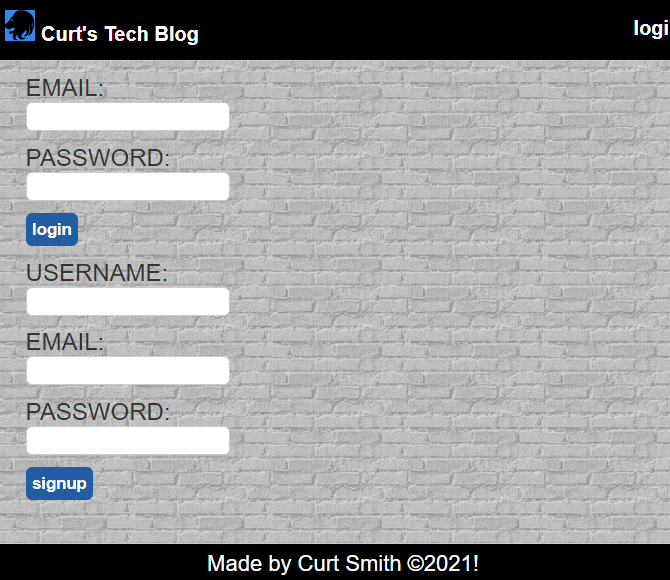 Curt's Tech Blog
logi
EMAIL:
PASSWORD:
login
USERNAME:
EMAIL:
PASSWORD:
signup
Made by Curt Smith ©2021!